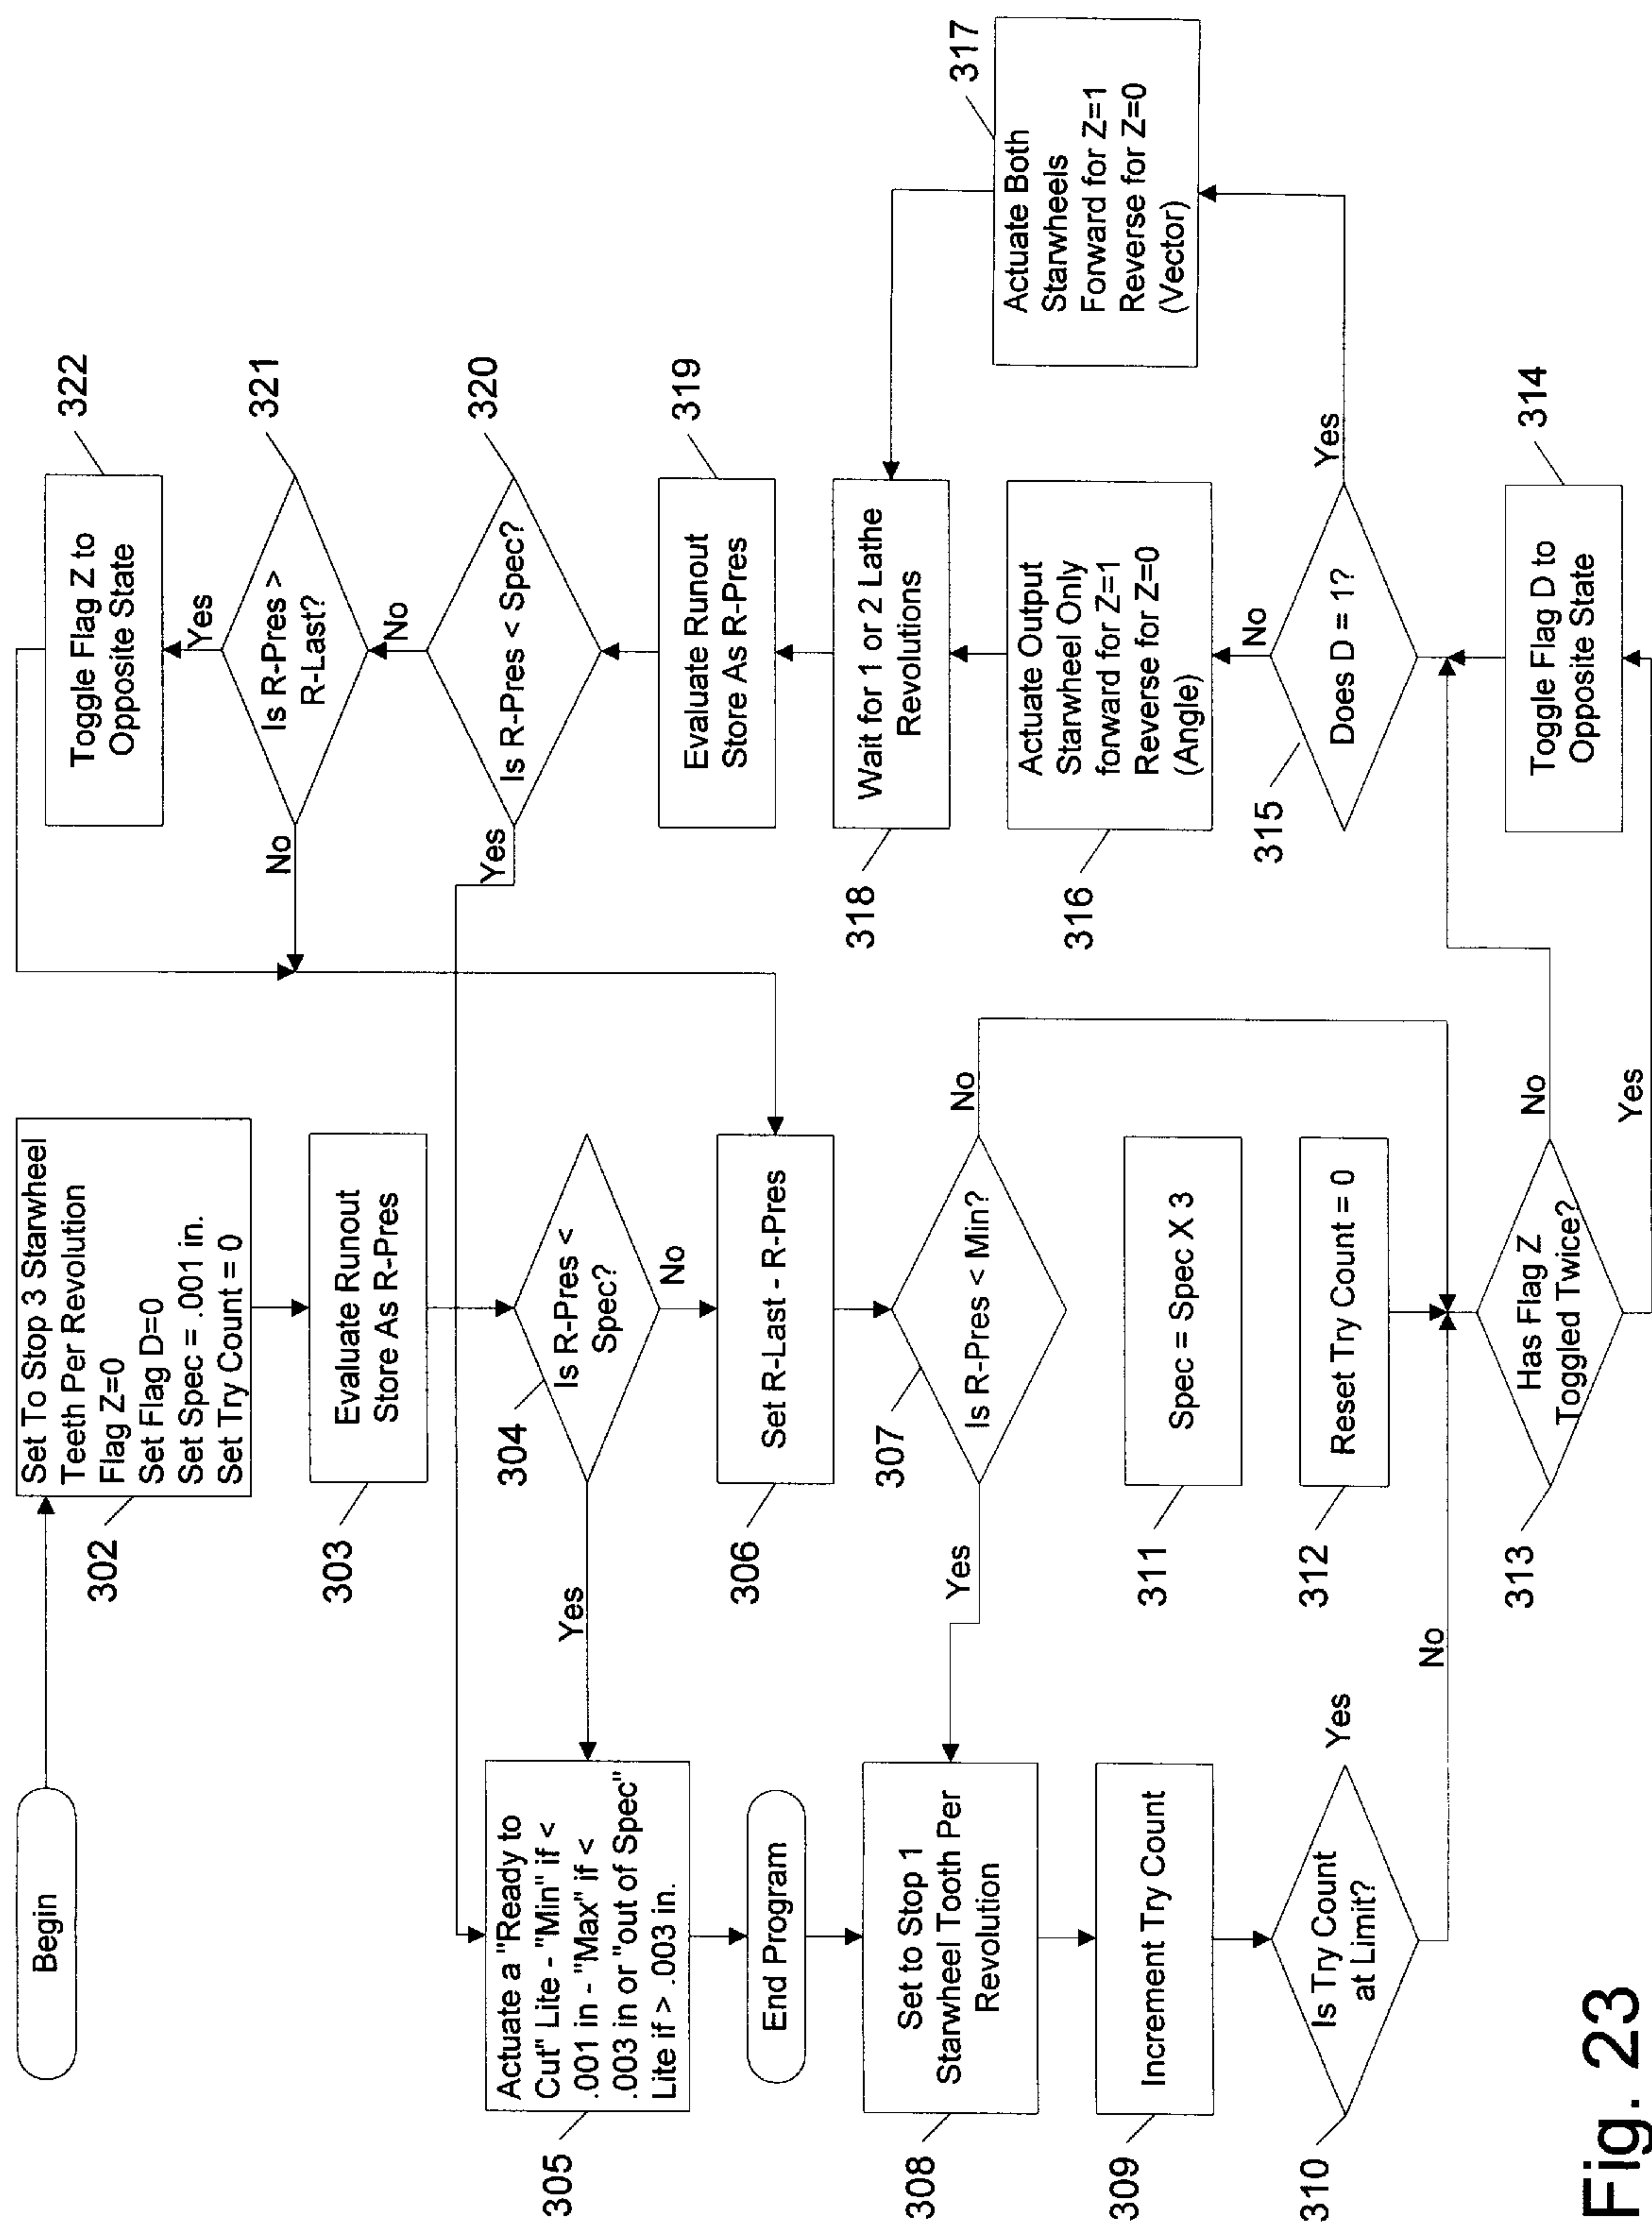 Begin
302
Set To Stop 3 Starwheel
Teeth Per Revolution
Flag Z=0
Set Flag D=0
Set Spec = .001 in.
Set Try Count = 0
303
Evaluate Runout
Store As R-Pres
304
Is R-Pres <
Spec?
Yes
No
305
Actuate a "Ready to
Cut" Lite - "Min" if <
.001 in - "Max" if <
.003 in or "out of Spec"
Lite if > .003 in.
End Program
306
Set R-Last - R-Pres
307
Is R-Pres < Min?
Yes
No
308
Set to Stop 1
Starwheel Tooth Per
Revolution
309
Increment Try Count
310
Is Try Count
at Limit?
Yes
No
311
Spec = Spec X 3
312
Reset Try Count = 0
313
Has Flag Z
Toggled Twice?
No
Yes
314
Toggle Flag D to
Opposite State
315
Does D = 1?
No
Yes
316
Actuate Output
Starwheel Only
forward for Z=1
Reverse for Z=0
(Angle)
317
Actuate Both
Starwheels
Forward for Z=1
Reverse for Z=0
(Vector)
318
Wait for 1 or 2 Lathe
Revolutions
319
Evaluate Runout
Store As R-Pres
320
Is R-Pres < Spec?
Yes
No
321
Is R-Pres >
R-Last?
No
Yes
322
Toggle Flag Z to
Opposite State
Fig. 23